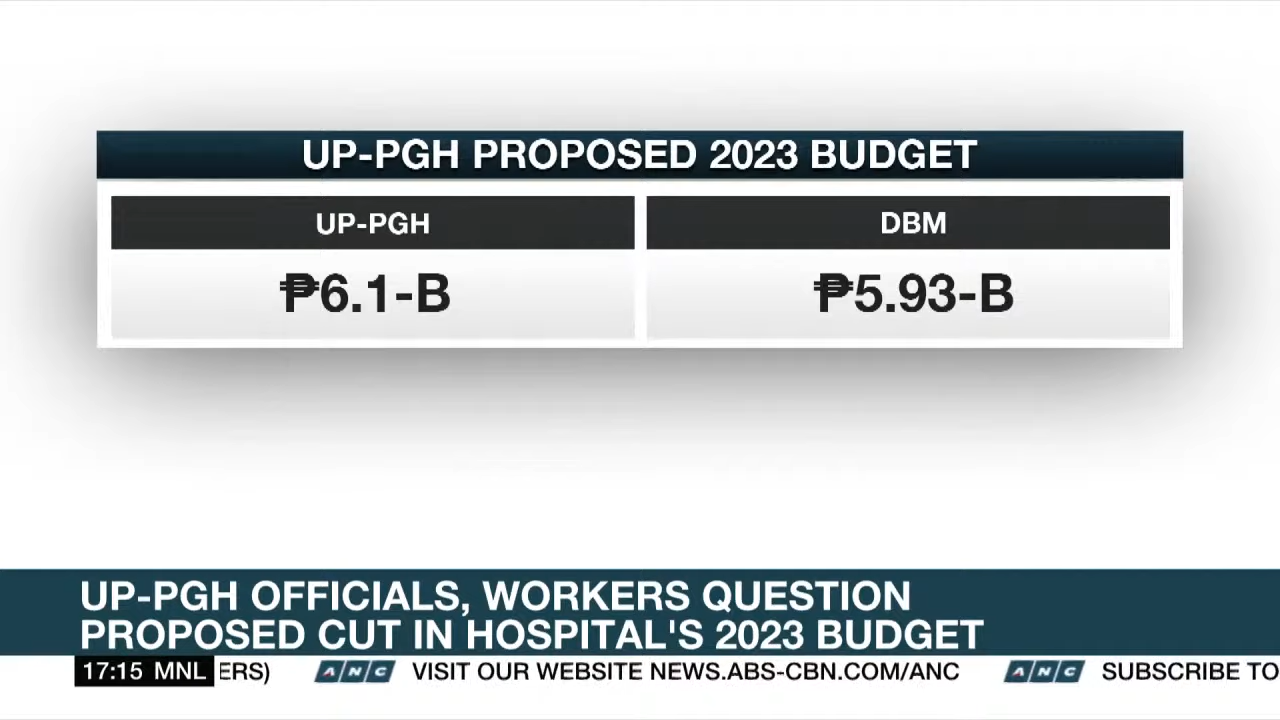 UP-PGH PROPOSED 2023 BUDGET
UP-PGH
DBM
₱6.1-B
₱5.93-B
UP-PGH OFFICIALS, WORKERS QUESTION
PROPOSED CUT IN HOSPITAL'S 2023 BUDGET
17:15 MNL ERS) ANC VISIT OUR WEBSITE NEWS.ABS-CBN.COM/ANC ANC SUBSCRIBE TO